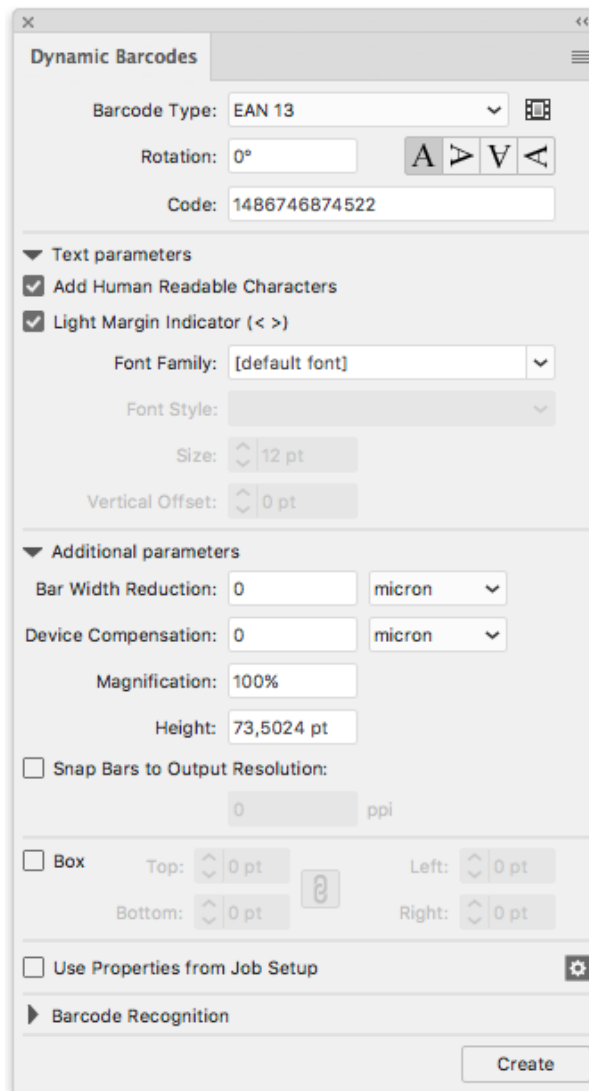 Dynamic Barcodes
Barcode Type: EAN 13
Rotation: 0° A A A A
Code: 1486746874522
Text parameters
Add Human Readable Characters
Light Margin Indicator (< >)
Font Family: [default font]
Font Style:
Size: 12 pt
Vertical Offset: 0 pt
Additional parameters
Bar Width Reduction: 0 micron
Device Compensation: 0 micron
Magnification: 100%
Height: 73,5024 pt
Snap Bars to Output Resolution:
0 ppi
Box Top: 0 pt Left: 0 pt
Bottom: 0 pt Right: 0 pt
Use Properties from Job Setup
Barcode Recognition
Create